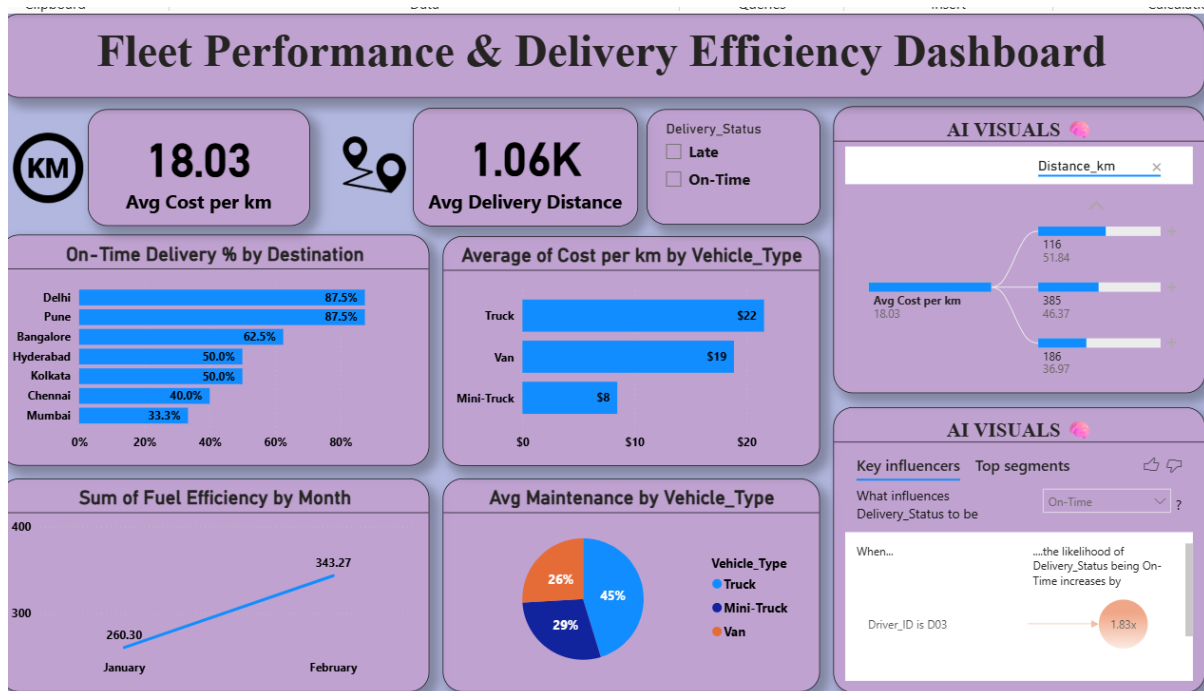 Clipboard Data Queries Insert
Fleet Performance & Delivery Efficiency Dashboard
KM
18.03
Avg Cost per km
1.06K
Avg Delivery Distance
Delivery_Status
Late
On-Time
AI VISUALS 🧠
Distance_km ×
Avg Cost per km
18.03
116
51.84
385
46.37
186
36.97
On-Time Delivery % by Destination
Delhi 87.5%
Pune 87.5%
Bangalore 62.5%
Hyderabad 50.0%
Kolkata 50.0%
Chennai 40.0%
Mumbai 33.3%
0% 20% 40% 60% 80%
Average of Cost per km by Vehicle_Type
Truck $22
Van $19
Mini-Truck $8
$0 $10 $20
Sum of Fuel Efficiency by Month
400
343.27
300
260.30
January February
Avg Maintenance by Vehicle_Type
26%
45%
29%
Vehicle_Type
Truck
Mini-Truck
Van
AI VISUALS 🧠
Key influencers Top segments
What influences
Delivery_Status to be
On-Time ?
When...
....the likelihood of
Delivery_Status being On-
Time increases by
Driver_ID is D03 1.83x